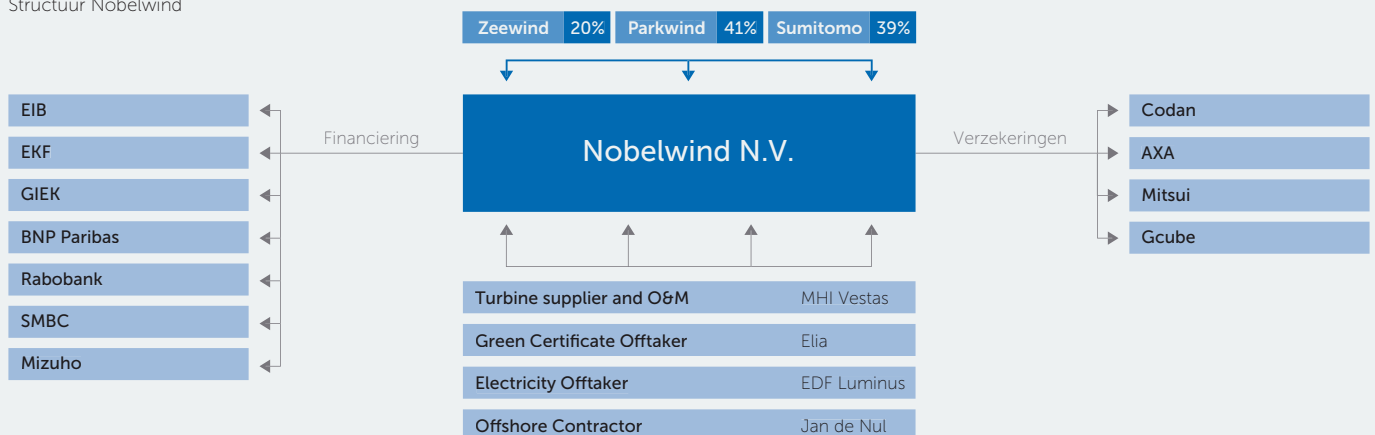 Structuur Nobelwind
Zeewind 20% Parkwind 41% Sumitomo 39%
EIB
EKF
GIEK
BNP Paribas
Rabobank
SMBC
Mizuho
Financiering
Nobelwind N.V.
Verzekeringen
Codan
AXA
Mitsui
Gcube
Turbine supplier and O&M MHI Vestas
Green Certificate Offtaker Elia
Electricity Offtaker EDF Luminus
Offshore Contractor Jan de Nul